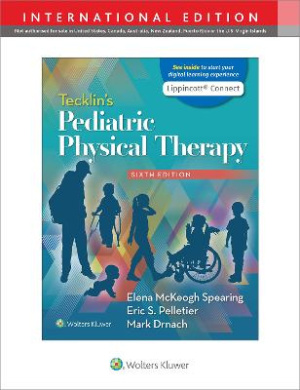 INTERNATIONAL EDITION
Not authorised for sale in United States, Canada, Australia, New Zealand, Puerto Rico or the U.S. Virgin Islands
See inside to start your
digital learning experience
Lippincott® Connect
Tecklin's
Pediatric
Physical Therapy
SIXTH EDITION
Elena McKeogh Spearing
Eric S. Pelletier
Mark Drnach
Wolters Kluwer
Wolters Kluwer